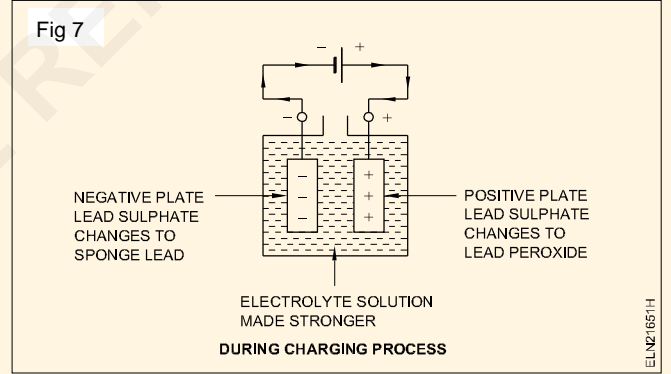 Fig 7
− +
− +
−
−
−
+
+
+
NEGATIVE PLATE
LEAD SULPHATE
CHANGES TO
SPONGE LEAD
POSITIVE PLATE
LEAD SULPHATE
CHANGES TO
LEAD PEROXIDE
ELECTROLYTE SOLUTION
MADE STRONGER
DURING CHARGING PROCESS
ELN21651H